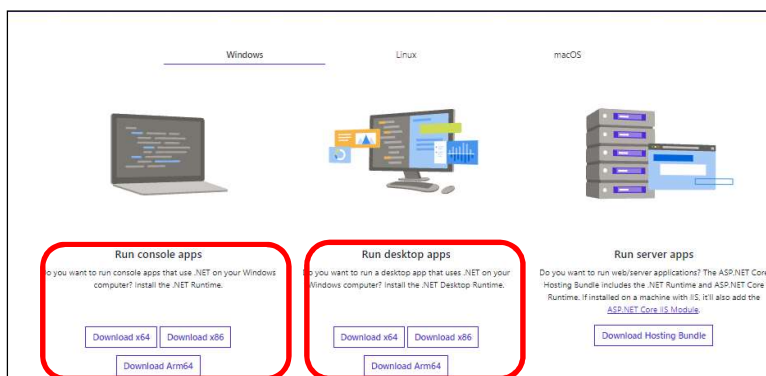 Windows
Linux
macOS
Run console apps
Do you want to run console apps that use .NET on your Windows
computer? Install the .NET Runtime.
Download x64
Download x86
Download Arm64
Run desktop apps
Do you want to run a desktop app that uses .NET on your
Windows computer? Install the .NET Desktop Runtime.
Download x64
Download x86
Download Arm64
Run server apps
Do you want to run web/server applications? The ASP.NET Core
Hosting Bundle includes the .NET Runtime and ASP.NET Core
Runtime. If installed on a machine with IIS, it'll also add the
ASP.NET Core IIS Module.
Download Hosting Bundle